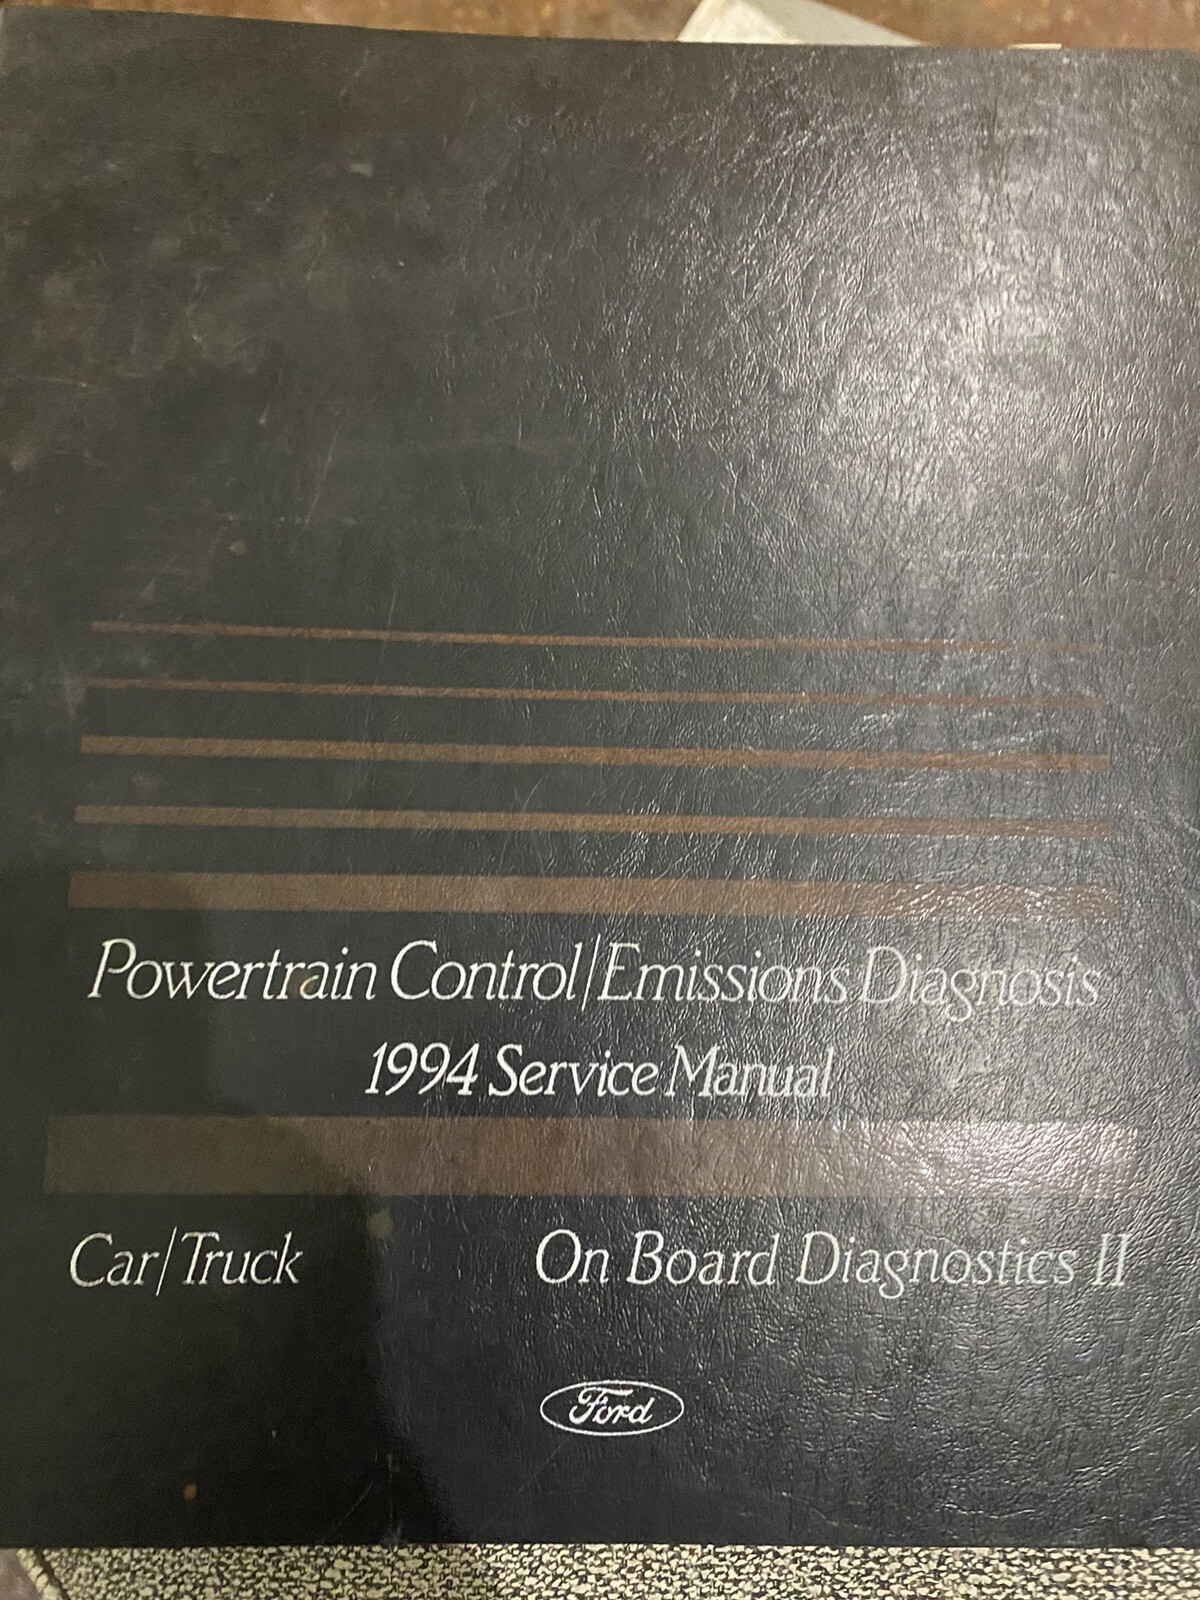 Powertrain Control/Emissions Diagnosis
1994 Service Manual
Car/Truck On Board Diagnostics II
Ford